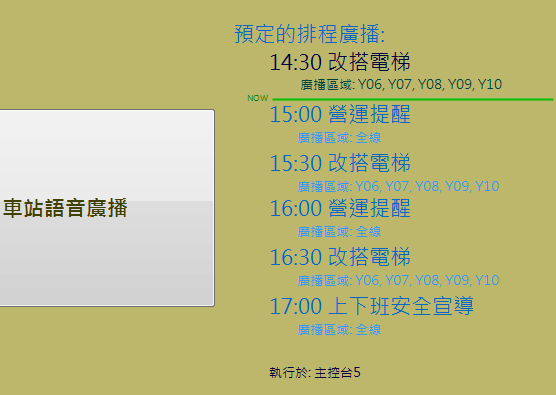 預定的排程廣播:
14:30 改搭電梯
廣播區域: Y06, Y07, Y08, Y09, Y10
NOW
15:00 營運提醒
廣播區域: 全線
15:30 改搭電梯
廣播區域: Y06, Y07, Y08, Y09, Y10
車站語音廣播
16:00 營運提醒
廣播區域: 全線
16:30 改搭電梯
廣播區域: Y06, Y07, Y08, Y09, Y10
17:00 上下班安全宣導
廣播區域: 全線
執行於: 主控台5